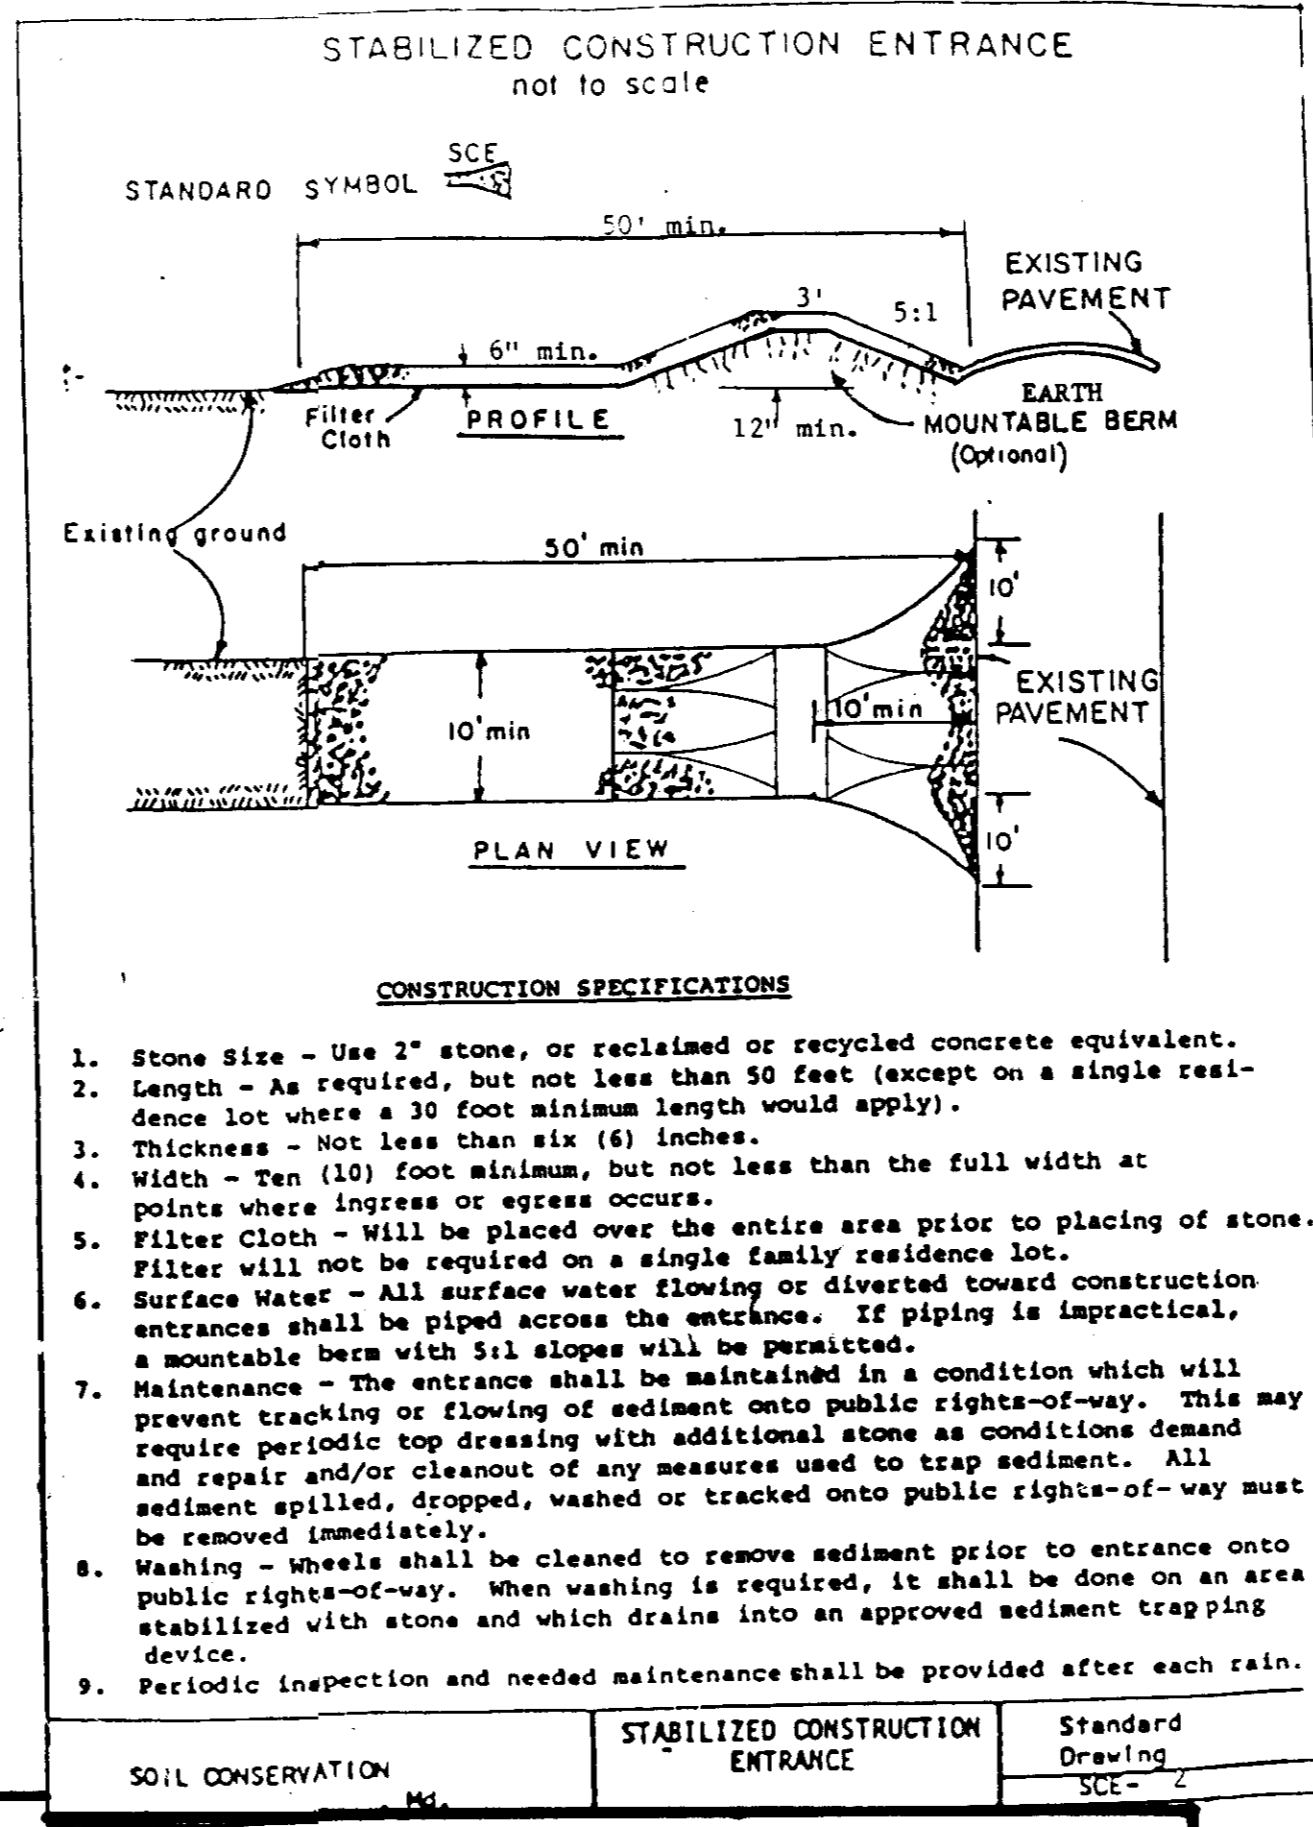 STABILIZED CONSTRUCTION ENTRANCE
not to scale
SCE
STANDARD SYMBOL
50' min.
EXISTING
PAVEMENT
3'
5:1
6" min.
Filter
Cloth
PROFILE
12" min.
EARTH
MOUNTABLE BERM
(Optional)
Existing ground
50' min
10'
10' min
10' min
EXISTING
PAVEMENT
10'
PLAN VIEW
CONSTRUCTION SPECIFICATIONS
1. Stone Size - Use 2" stone, or reclaimed or recycled concrete equivalent.
2. Length - As required, but not less than 50 feet (except on a single resi-
dence lot where a 30 foot minimum length would apply).
3. Thickness - Not less than six (6) inches.
4. Width - Ten (10) foot minimum, but not less than the full width at
points where ingress or egress occurs.
5. Filter Cloth - Will be placed over the entire area prior to placing of stone.
Filter will not be required on a single family residence lot.
6. Surface Water - All surface water flowing or diverted toward construction
entrances shall be piped across the entrance. If piping is impractical,
a mountable berm with 5:1 slopes will be permitted.
7. Maintenance - The entrance shall be maintained in a condition which will
prevent tracking or flowing of sediment onto public rights-of-way. This may
require periodic top dressing with additional stone as conditions demand
and repair and/or cleanout of any measures used to trap sediment. All
sediment spilled, dropped, washed or tracked onto public rights-of-way must
be removed immediately.
8. Washing - Wheels shall be cleaned to remove sediment prior to entrance onto
public rights-of-way. When washing is required, it shall be done on an area
stabilized with stone and which drains into an approved sediment trapping
device.
9. Periodic inspection and needed maintenance shall be provided after each rain.
SOIL CONSERVATION
Md.
STABILIZED CONSTRUCTION
ENTRANCE
Standard
Drawing
SCE- 2